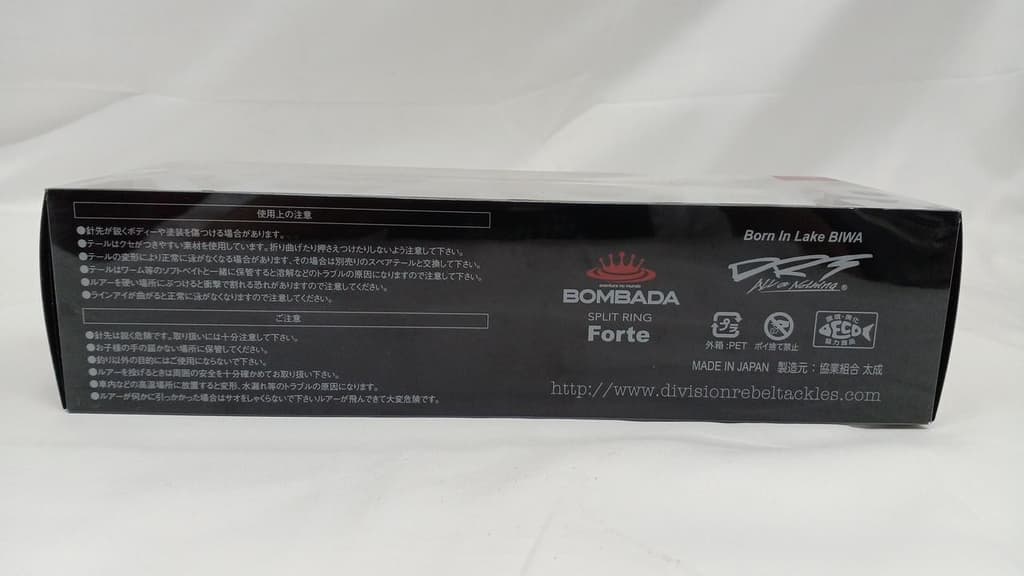 使用上の注意
●針先が鋭くボディーや塗装を傷つける場合があります。
●テールはクセがつきやすい素材を使用しています。折り曲げたり押さえつけたりしないよう注意して下さい。
●テールの変形により正常に泳がなくなる場合があります、その場合は別売りのスペアテールと交換して下さい。
●テールはワーム等のソフトベイトと一緒に保管すると溶解などのトラブルの原因になりますので注意して下さい。
●ルアーを硬い場所にぶつけると衝撃で割れる恐れがありますので注意してください。
●ラインアイが曲がると正常に泳がなくなりますので注意してください。
ご注意
●針先は鋭く危険です。取り扱いには十分注意して下さい。
●お子様の手の届かない場所に保管してください。
●釣り以外の目的にはご使用にならないで下さい。
●ルアーを投げるときは周囲の安全を十分確かめてお取り扱い下さい。
●車内などの高温場所に放置すると変形、水漏れ等のトラブルの原因になります。
●ルアーが何かに引っかかった場合はサオをしゃくらないで下さいルアーが飛んできて大変危険です。
aventura no mundo
BOMBADA
SPLIT RING
Forte
Born In Lake BIWA
DRT
®
外箱:PET
ポイ捨て禁止
環境・美化
ECO
協力商品
MADE IN JAPAN 製造元:協業組合 太成
http://www.divisionrebeltackles.com